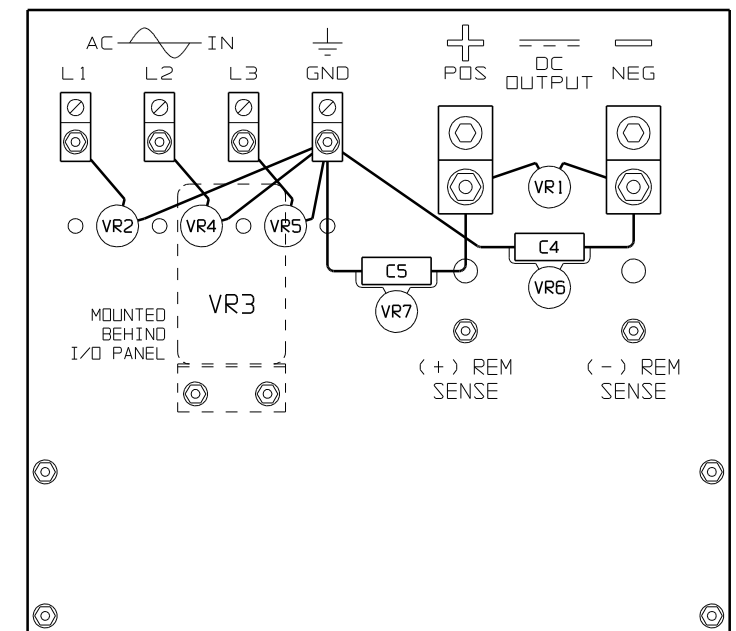 AC IN
L1 L2 L3 GND POS DC OUTPUT NEG
VR1
VR2 VR4 VR5
C4
C5
VR6
VR3
VR7
MOUNTED
BEHIND
I/O PANEL
(+) REM
SENSE
(-) REM
SENSE